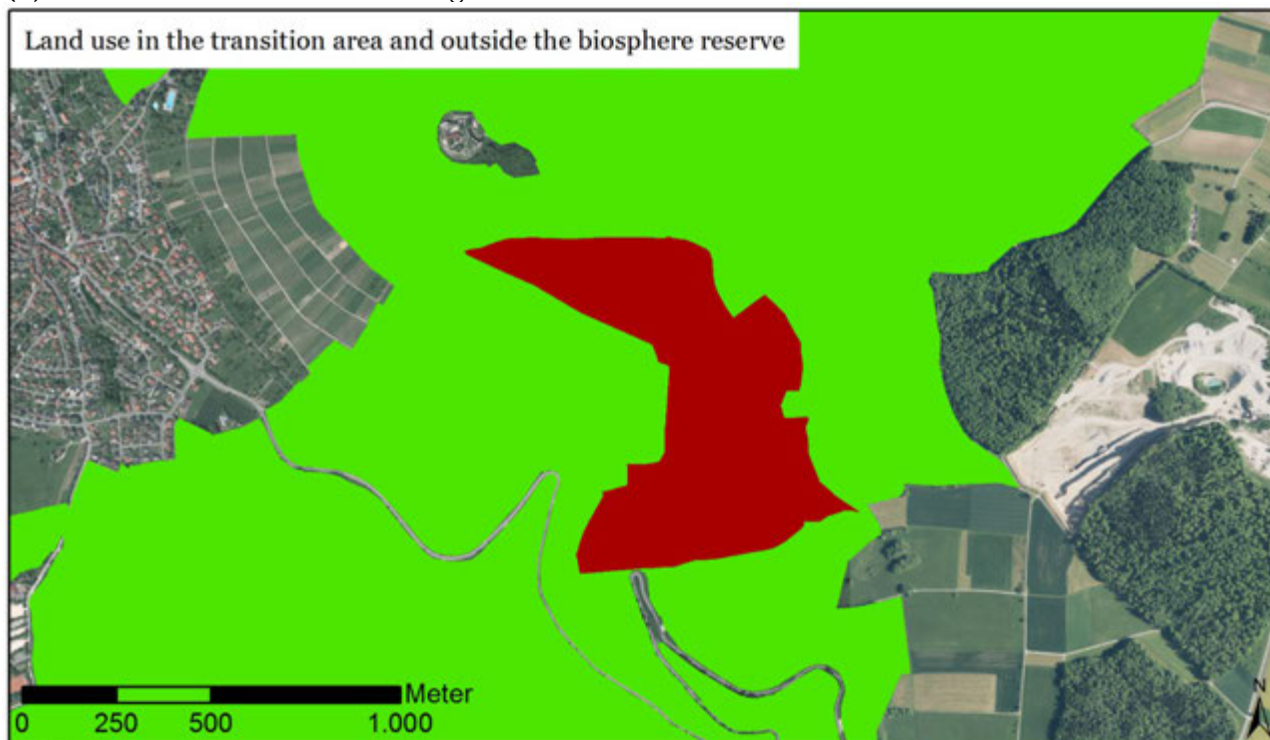 Land use in the transition area and outside the biosphere reserve
Meter
0 250 500 1.000
N